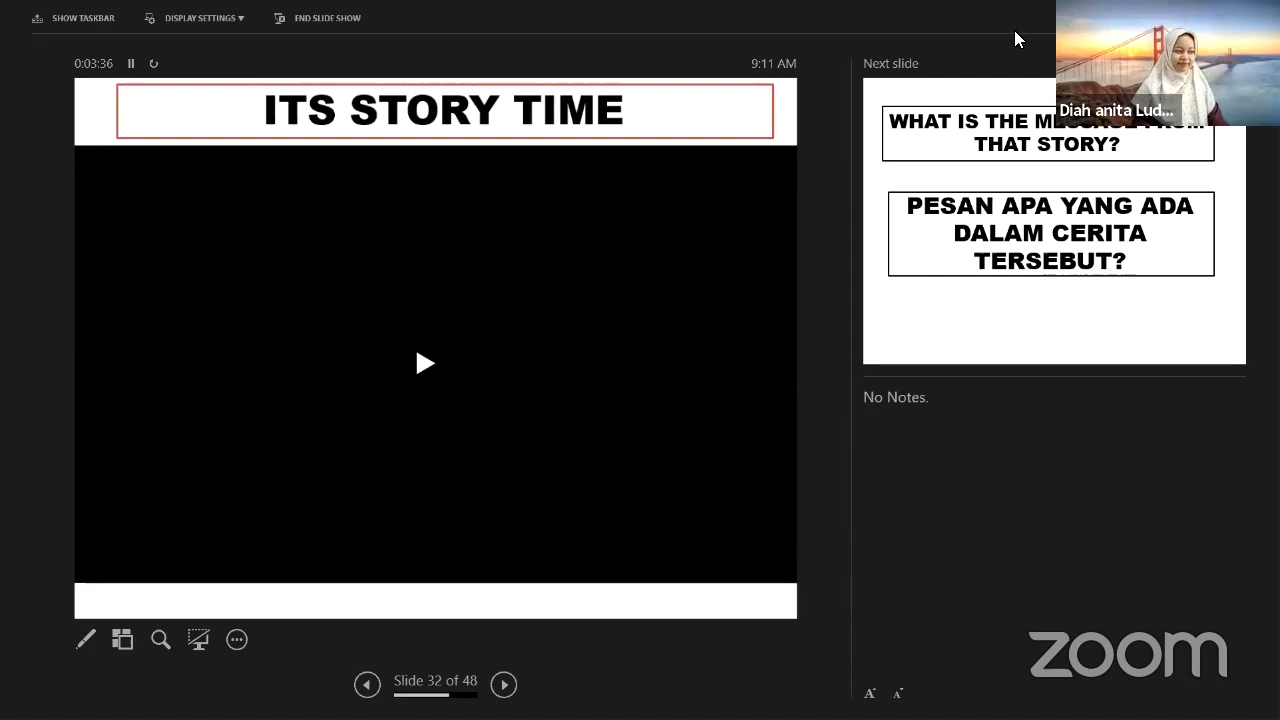 SHOW TASKBAR
DISPLAY SETTINGS ▼
END SLIDE SHOW
0:03:36
9:11 AM
Next slide
ITS STORY TIME
Diah anita Lud...
WHAT IS THE MESSAGE FROM
THAT STORY?
PESAN APA YANG ADA
DALAM CERITA
TERSEBUT?
No Notes.
Slide 32 of 48
zoom